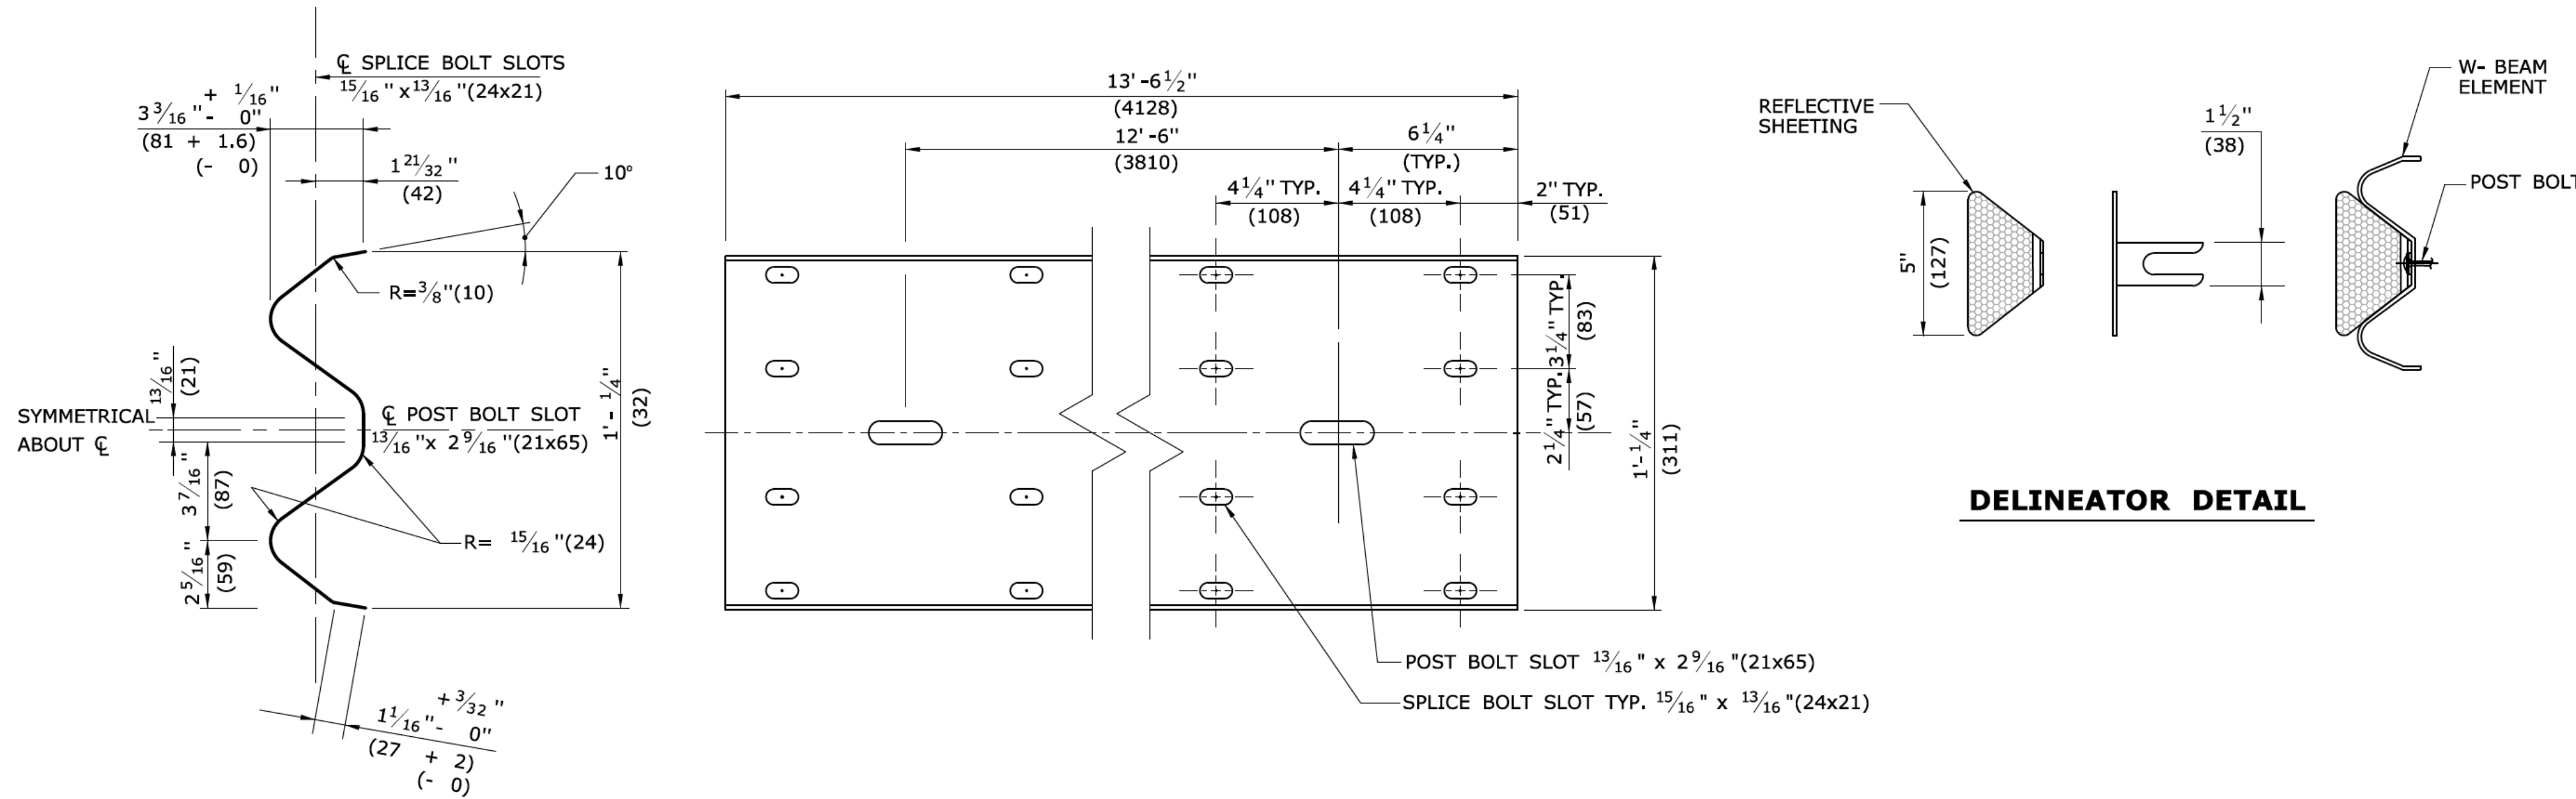 ℄ SPLICE BOLT SLOTS
15/16" x 13/16"(24x21)
+ 1/16"
3 3/16" - 0"
(81 + 1.6)
(- 0)
1 21/32"
(42)
10°
R=3/8"(10)
13/16"
(21)
SYMMETRICAL
ABOUT ℄
℄ POST BOLT SLOT
13/16"x 2 9/16"(21x65)
1'- 1/4"
(32)
3 7/16"
(87)
R= 15/16"(24)
2 5/16"
(59)
+ 3/32"
1 1/16" - 0"
(27 + 2)
(- 0)
13'-6 1/2"
(4128)
12'-6"
(3810)
6 1/4"
(TYP.)
4 1/4" TYP.
(108)
4 1/4" TYP.
(108)
2" TYP.
(51)
3 1/4" TYP.
(83)
2 1/4" TYP.
(57)
1'-1/4"
(311)
POST BOLT SLOT 13/16" x 2 9/16"(21x65)
SPLICE BOLT SLOT TYP. 15/16" x 13/16"(24x21)
REFLECTIVE
SHEETING
5"
(127)
1 1/2"
(38)
W- BEAM
ELEMENT
POST BOLT
DELINEATOR DETAIL